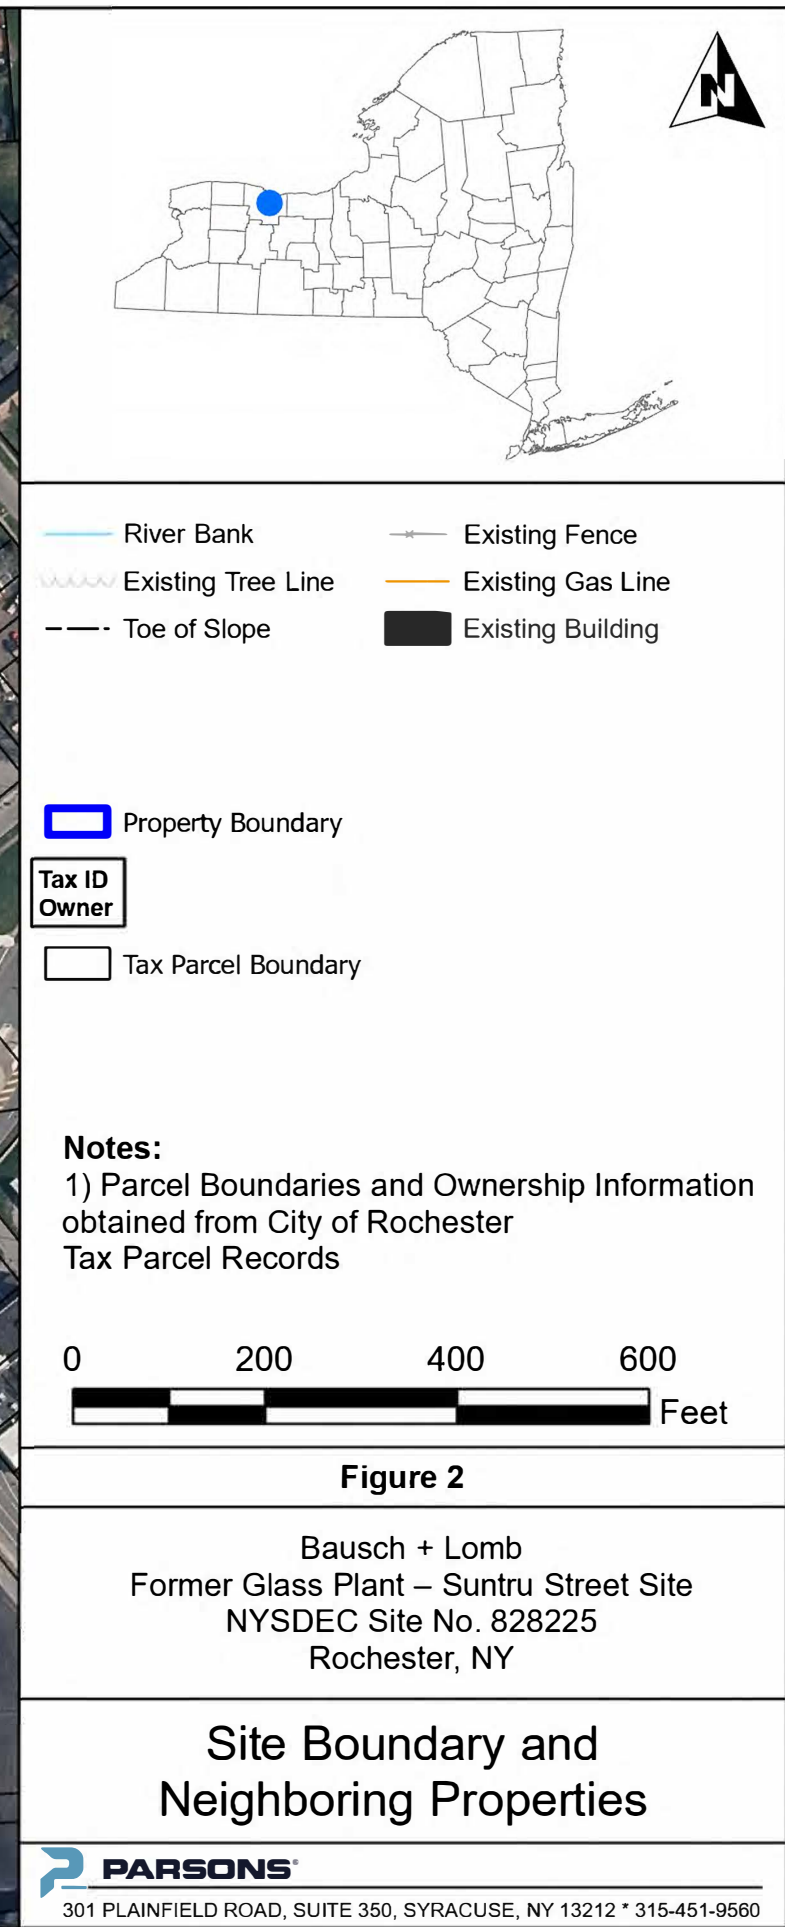 N
River Bank
Existing Fence
Existing Tree Line
Existing Gas Line
Toe of Slope
Existing Building
Property Boundary
Tax ID
Owner
Tax Parcel Boundary
Notes:
1) Parcel Boundaries and Ownership Information
obtained from City of Rochester
Tax Parcel Records
0 200 400 600
Feet
Figure 2
Bausch + Lomb
Former Glass Plant – Suntru Street Site
NYSDEC Site No. 828225
Rochester, NY
Site Boundary and
Neighboring Properties
PARSONS
301 PLAINFIELD ROAD, SUITE 350, SYRACUSE, NY 13212 * 315-451-9560